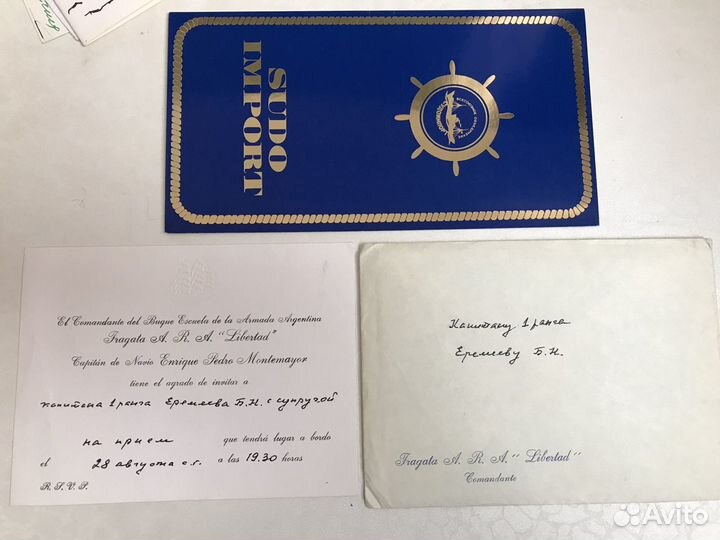 SUDO
IMPORT
El Comandante del Buque Escuela de la Armada Argentina
Fragata A. R. A. "Libertad"
Capitán de Navío Enrique Pedro Montemayor
tiene el agrado de invitar a
капитана 1 ранга Еремеева Б.Н. с супругой
на прием que tendrá lugar a bordo
el 28 августа с.г. a las 19.30 horas
R. S. V. P.
Капитану 1 ранга
Еремееву Б.Н.
Fragata A. R. A. "Libertad"
Comandante
Avito